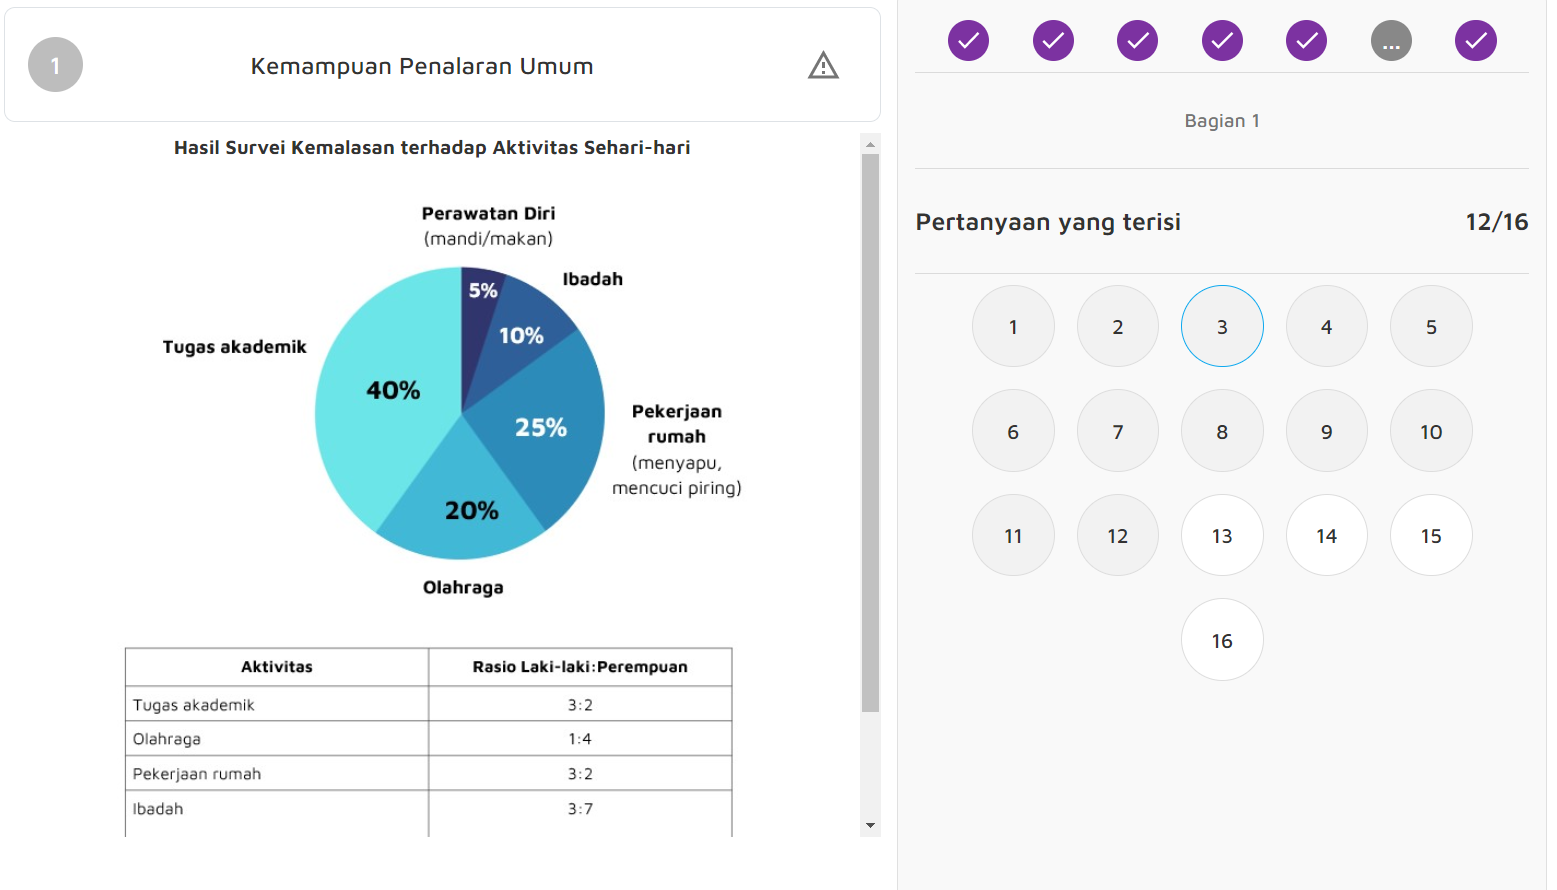 1
Kemampuan Penalaran Umum
Hasil Survei Kemalasan terhadap Aktivitas Sehari-hari
Perawatan Diri
(mandi/makan)
Ibadah
5%
10%
Tugas akademik
40%
25%
Pekerjaan
rumah
(menyapu,
mencuci piring)
20%
Olahraga
Aktivitas Rasio Laki-laki:Perempuan
Tugas akademik 3:2
Olahraga 1:4
Pekerjaan rumah 3:2
Ibadah 3:7
...
Bagian 1
Pertanyaan yang terisi 12/16
1 2 3 4 5
6 7 8 9 10
11 12 13 14 15
16